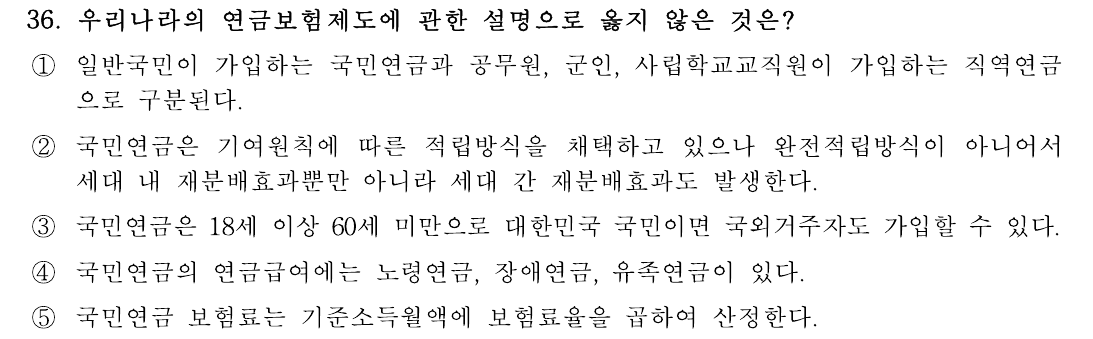 36. 우리나라의 연금보험제도에 관한 설명으로 옳지 않은 것은?
① 일반국민이 가입하는 국민연금과 공무원, 군인, 사립학교교직원이 가입하는 직역연금
으로 구분된다.
② 국민연금은 기여원칙에 따른 적립방식을 채택하고 있으나 완전적립방식이 아니어서
세대 내 재분배효과뿐만 아니라 세대 간 재분배효과도 발생한다.
③ 국민연금은 18세 이상 60세 미만으로 대한민국 국민이면 국외거주자도 가입할 수 있다.
④ 국민연금의 연금급여에는 노령연금, 장애연금, 유족연금이 있다.
⑤ 국민연금 보험료는 기준소득월액에 보험료율을 곱하여 산정한다.